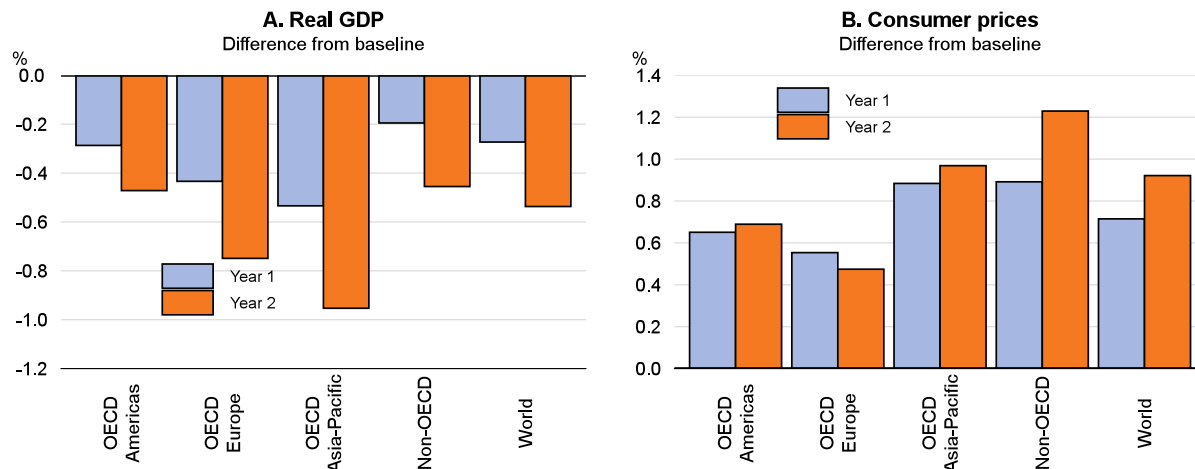 A. Real GDP
Difference from baseline
%
0.0
-0.2
-0.4
-0.6
-0.8
-1.0
-1.2
Year 1
Year 2
OECD
Americas
OECD
Europe
OECD
Asia-Pacific
Non-OECD
World
B. Consumer prices
Difference from baseline
%
1.4
1.2
1.0
0.8
0.6
0.4
0.2
0.0
Year 1
Year 2
OECD
Americas
OECD
Europe
OECD
Asia-Pacific
Non-OECD
World